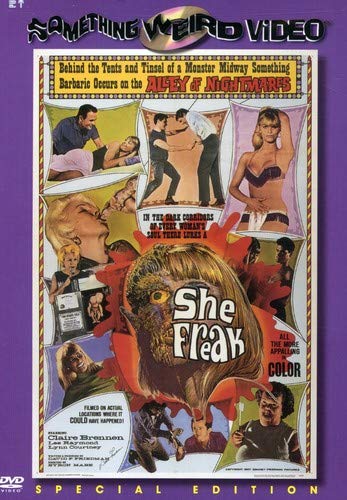 SOMETHING WEIRD VIDEO
Behind the Tents and Tinsel of a Monster Midway Something
Barbaric Occurs on the ALLEY OF NIGHTMARES
IN THE DARK CORRIDORS
OF EVERY WOMAN'S
SOUL THERE LURKS A
She
Freak
ALL
THE MORE
APPALLING
IN
COLOR
FILMED ON ACTUAL
LOCATIONS WHERE IT
COULD HAVE HAPPENED!
STARRING
Claire Brennen
Lee Raymond
Lynn Courtney
DAVID F. FRIEDMAN
BYRON MABE
DVD
VIDEO
SPECIAL EDITION